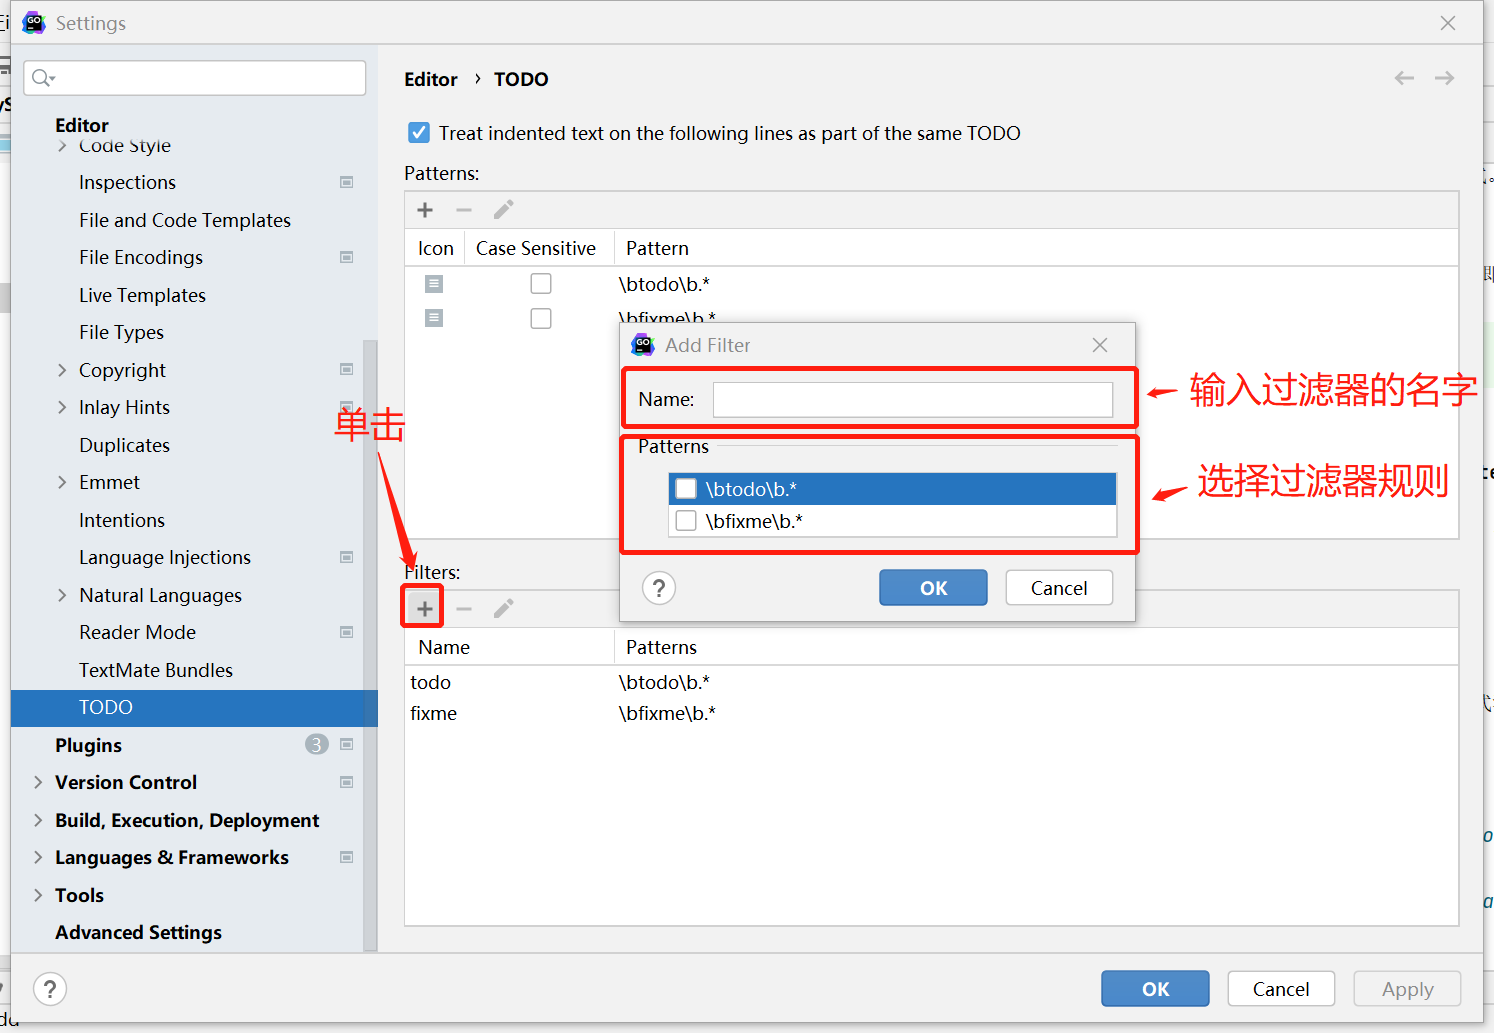 Settings
Editor
Code Style
Inspections
File and Code Templates
File Encodings
Live Templates
File Types
Copyright
Inlay Hints
Duplicates
Emmet
Intentions
Language Injections
Natural Languages
Reader Mode
TextMate Bundles
TODO
Plugins 3
Version Control
Build, Execution, Deployment
Languages & Frameworks
Tools
Advanced Settings
Editor › TODO
Treat indented text on the following lines as part of the same TODO
Patterns:
Icon Case Sensitive Pattern
\btodo\b.*
\bfixme\b.*
GO Add Filter
Name:
输入过滤器的名字
Patterns
\btodo\b.*
\bfixme\b.*
选择过滤器规则
? OK Cancel
单击
Filters:
Name Patterns
todo \btodo\b.*
fixme \bfixme\b.*
? OK Cancel Apply